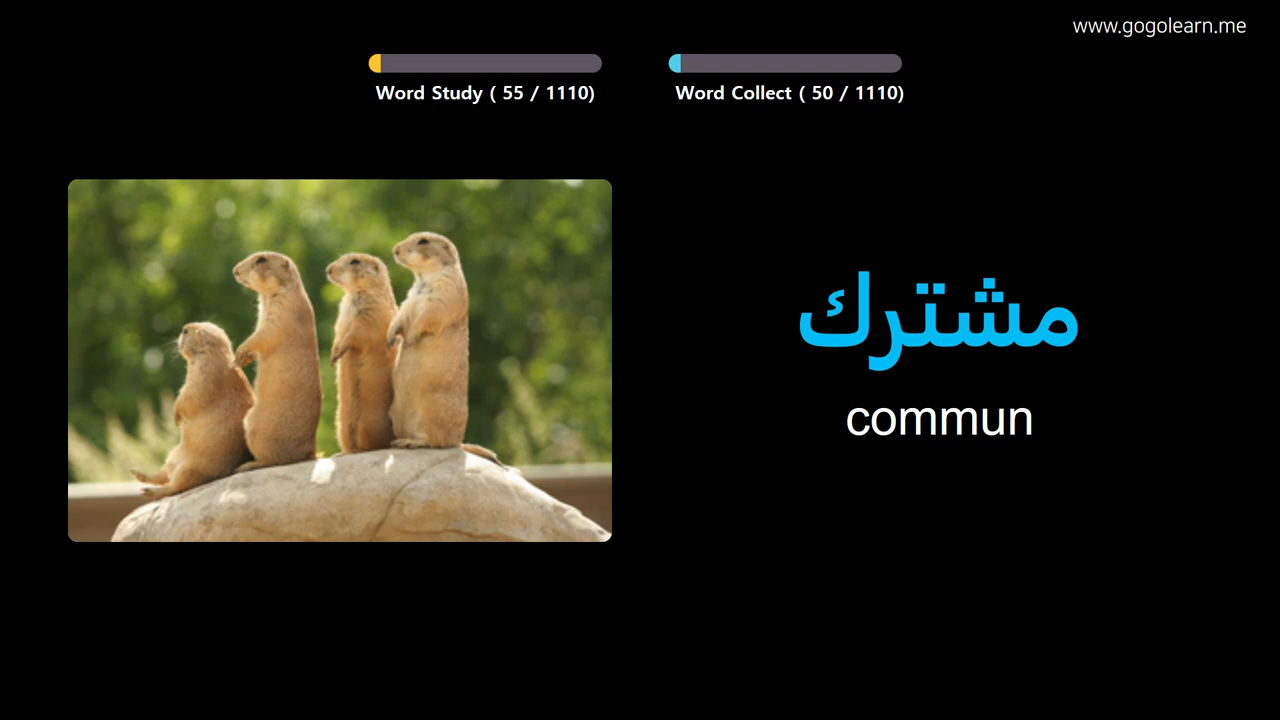 www.gogolearn.me
Word Study ( 55 / 1110)
Word Collect ( 50 / 1110)
مشترك
commun